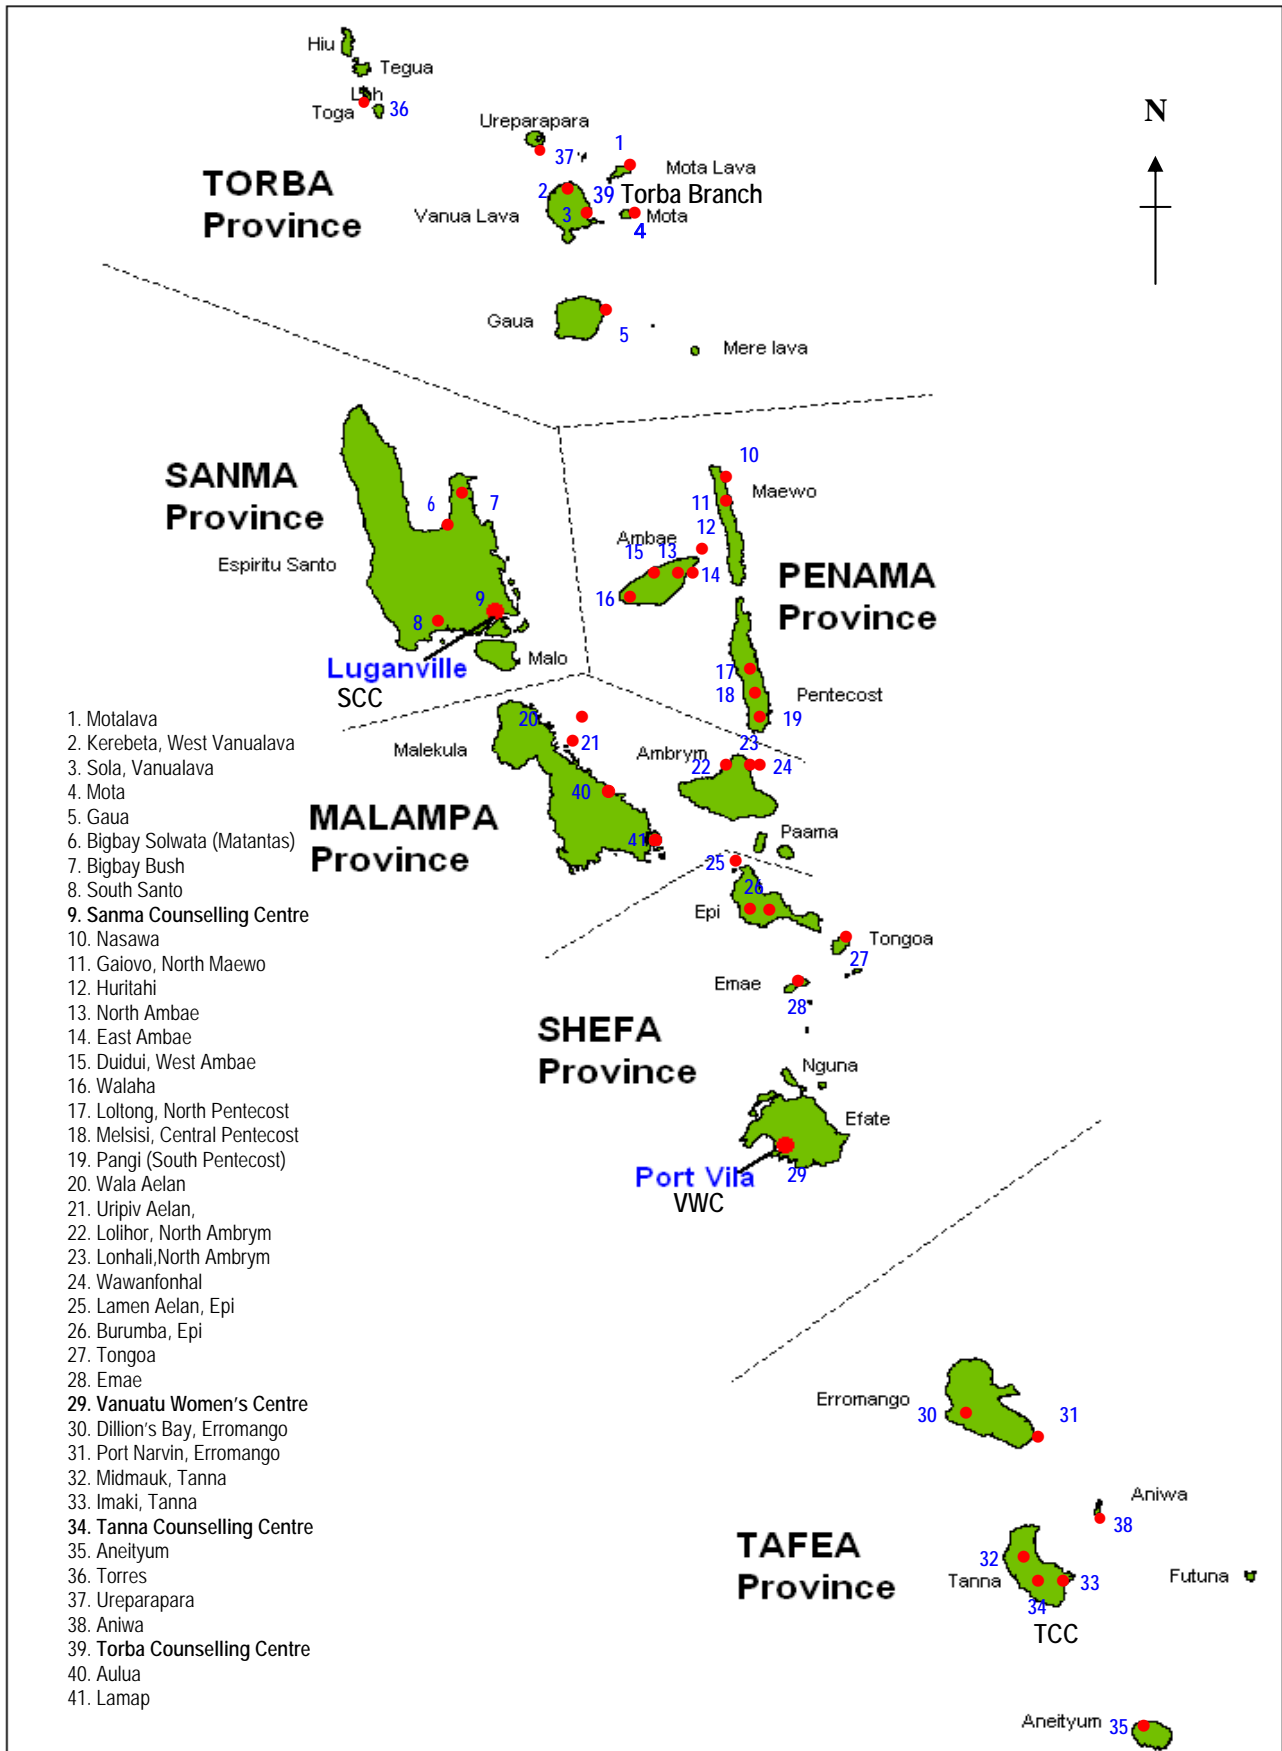 Hiu
Tegua
Loh
Toga
36
Ureparapara
37
1
Mota Lava
TORBA
Province
2
39
Torba Branch
Vanua Lava
3
Mota
4
N
Gaua
5
Mere lava
SANMA
Province
6
7
Espiritu Santo
9
8
Luganville
SCC
Malo
10
Maewo
11
12
Ambae
15
13
14
16
PENAMA
Province
17
18
Pentecost
19
20
21
Malekula
Ambrym
22
23
24
40
MALAMPA
Province
41
Paama
25
26
Epi
Tongoa
27
Emae
28
SHEFA
Province
Nguna
Efate
Port Vila
29
VWC
1. Motalava
2. Kerebeta, West Vanualava
3. Sola, Vanualava
4. Mota
5. Gaua
6. Bigbay Solwata (Matantas)
7. Bigbay Bush
8. South Santo
9. Sanma Counselling Centre
10. Nasawa
11. Gaiovo, North Maewo
12. Huritahi
13. North Ambae
14. East Ambae
15. Duidui, West Ambae
16. Walaha
17. Loltong, North Pentecost
18. Melsisi, Central Pentecost
19. Pangi (South Pentecost)
20. Wala Aelan
21. Uripiv Aelan,
22. Lolihor, North Ambrym
23. Lonhali,North Ambrym
24. Wawanfonhal
25. Lamen Aelan, Epi
26. Burumba, Epi
27. Tongoa
28. Emae
29. Vanuatu Women's Centre
30. Dillion's Bay, Erromango
31. Port Narvin, Erromango
32. Midmauk, Tanna
33. Imaki, Tanna
34. Tanna Counselling Centre
35. Aneityum
36. Torres
37. Ureparapara
38. Aniwa
39. Torba Counselling Centre
40. Aulua
41. Lamap
Erromango
30
31
Aniwa
38
TAFEA
Province
32
Tanna
33
34
TCC
Futuna
Aneityum
35